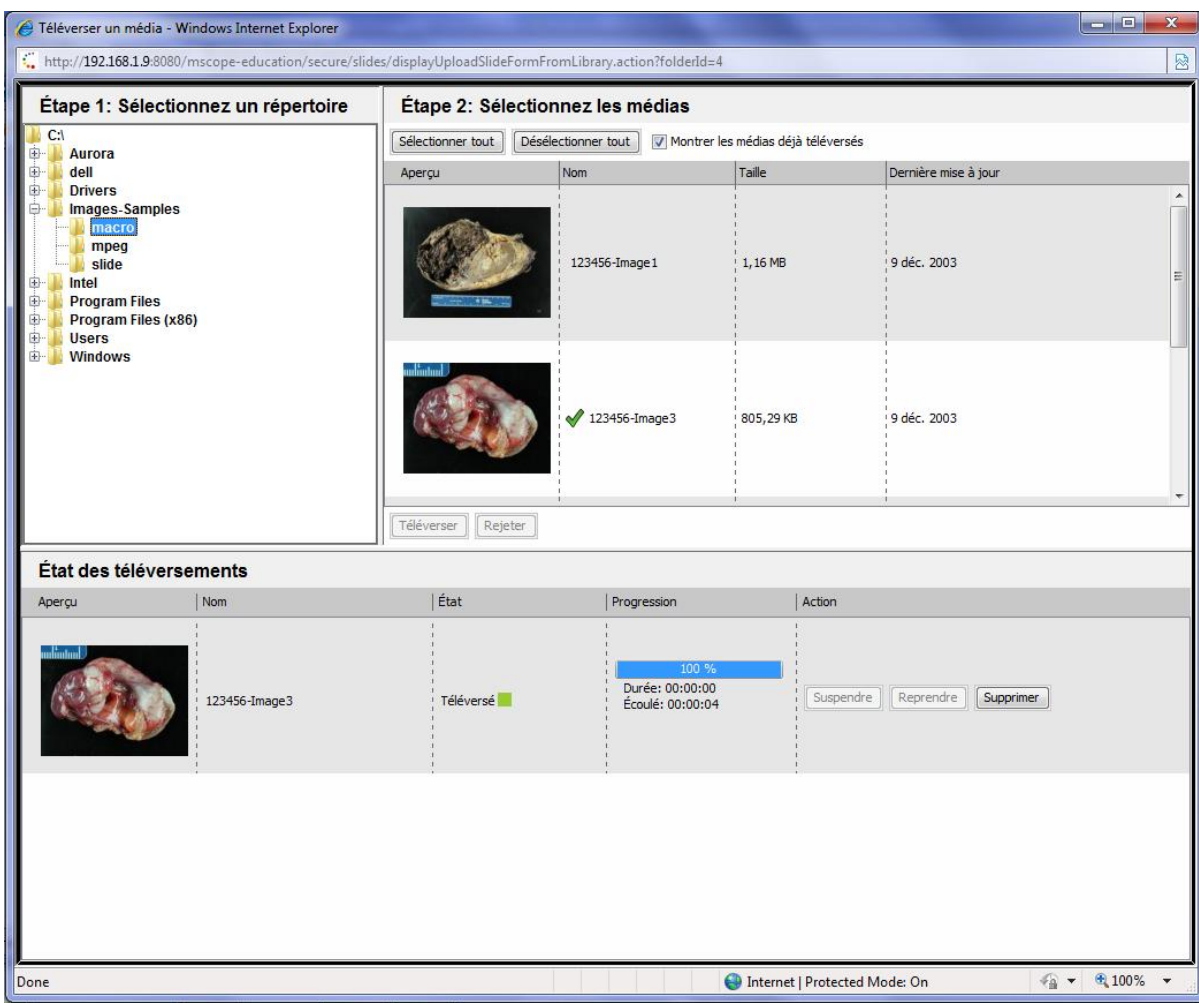 Téléverser un média - Windows Internet Explorer
http://192.168.1.9:8080/mscope-education/secure/slides/displayUploadSlideFormFromLibrary.action?folderId=4
Étape 1: Sélectionnez un répertoire
C:\
Aurora
dell
Drivers
Images-Samples
macro
mpeg
slide
Intel
Program Files
Program Files (x86)
Users
Windows
Étape 2: Sélectionnez les médias
Sélectionner tout Désélectionner tout Montrer les médias déjà téléversés
Aperçu Nom Taille Dernière mise à jour
123456-Image1 1,16 MB 9 déc. 2003
123456-Image3 805,29 KB 9 déc. 2003
Téléverser Rejeter
État des téléversements
Aperçu Nom État Progression Action
123456-Image3 Téléversé 100 %
Durée: 00:00:00
Écoulé: 00:00:04
Suspendre Reprendre Supprimer
Done Internet | Protected Mode: On 100%